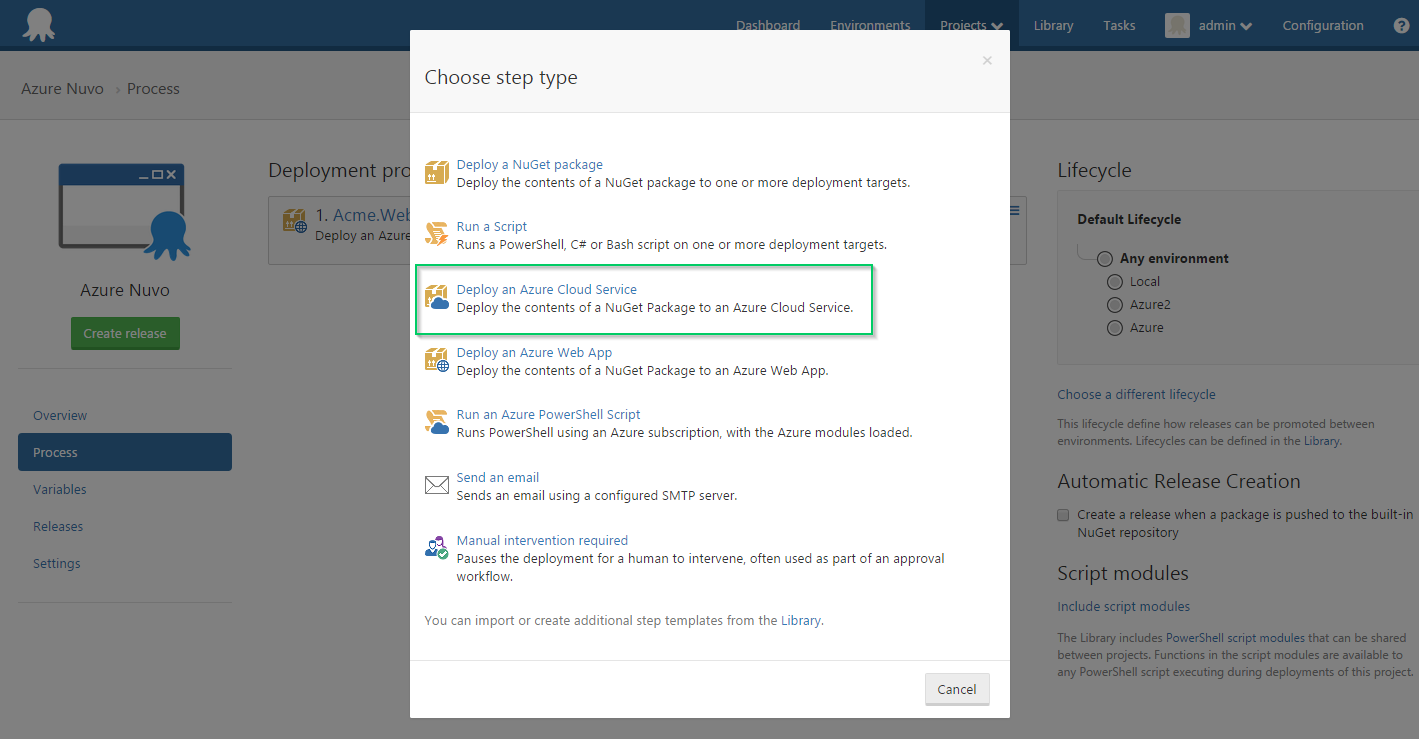 Dashboard Environments Projects Library Tasks admin Configuration ?
Azure Nuvo › Process
Choose step type
×
Deploy a NuGet package
Deploy the contents of a NuGet package to one or more deployment targets.
Run a Script
Runs a PowerShell, C# or Bash script on one or more deployment targets.
Deploy an Azure Cloud Service
Deploy the contents of a NuGet Package to an Azure Cloud Service.
Deploy an Azure Web App
Deploy the contents of a NuGet Package to an Azure Web App.
Run an Azure PowerShell Script
Runs PowerShell using an Azure subscription, with the Azure modules loaded.
Send an email
Sends an email using a configured SMTP server.
Manual intervention required
Pauses the deployment for a human to intervene, often used as part of an approval
workflow.
You can import or create additional step templates from the Library.
Cancel
Azure Nuvo
Create release
Overview
Process
Variables
Releases
Settings
Deployment pro
1. Acme.Web
Deploy an Azure
Lifecycle
Default Lifecycle
Any environment
Local
Azure2
Azure
Choose a different lifecycle
This lifecycle define how releases can be promoted between
environments. Lifecycles can be defined in the Library.
Automatic Release Creation
Create a release when a package is pushed to the built-in
NuGet repository
Script modules
Include script modules
The Library includes PowerShell script modules that can be shared
between projects. Functions in the script modules are available to
any PowerShell script executing during deployments of this project.